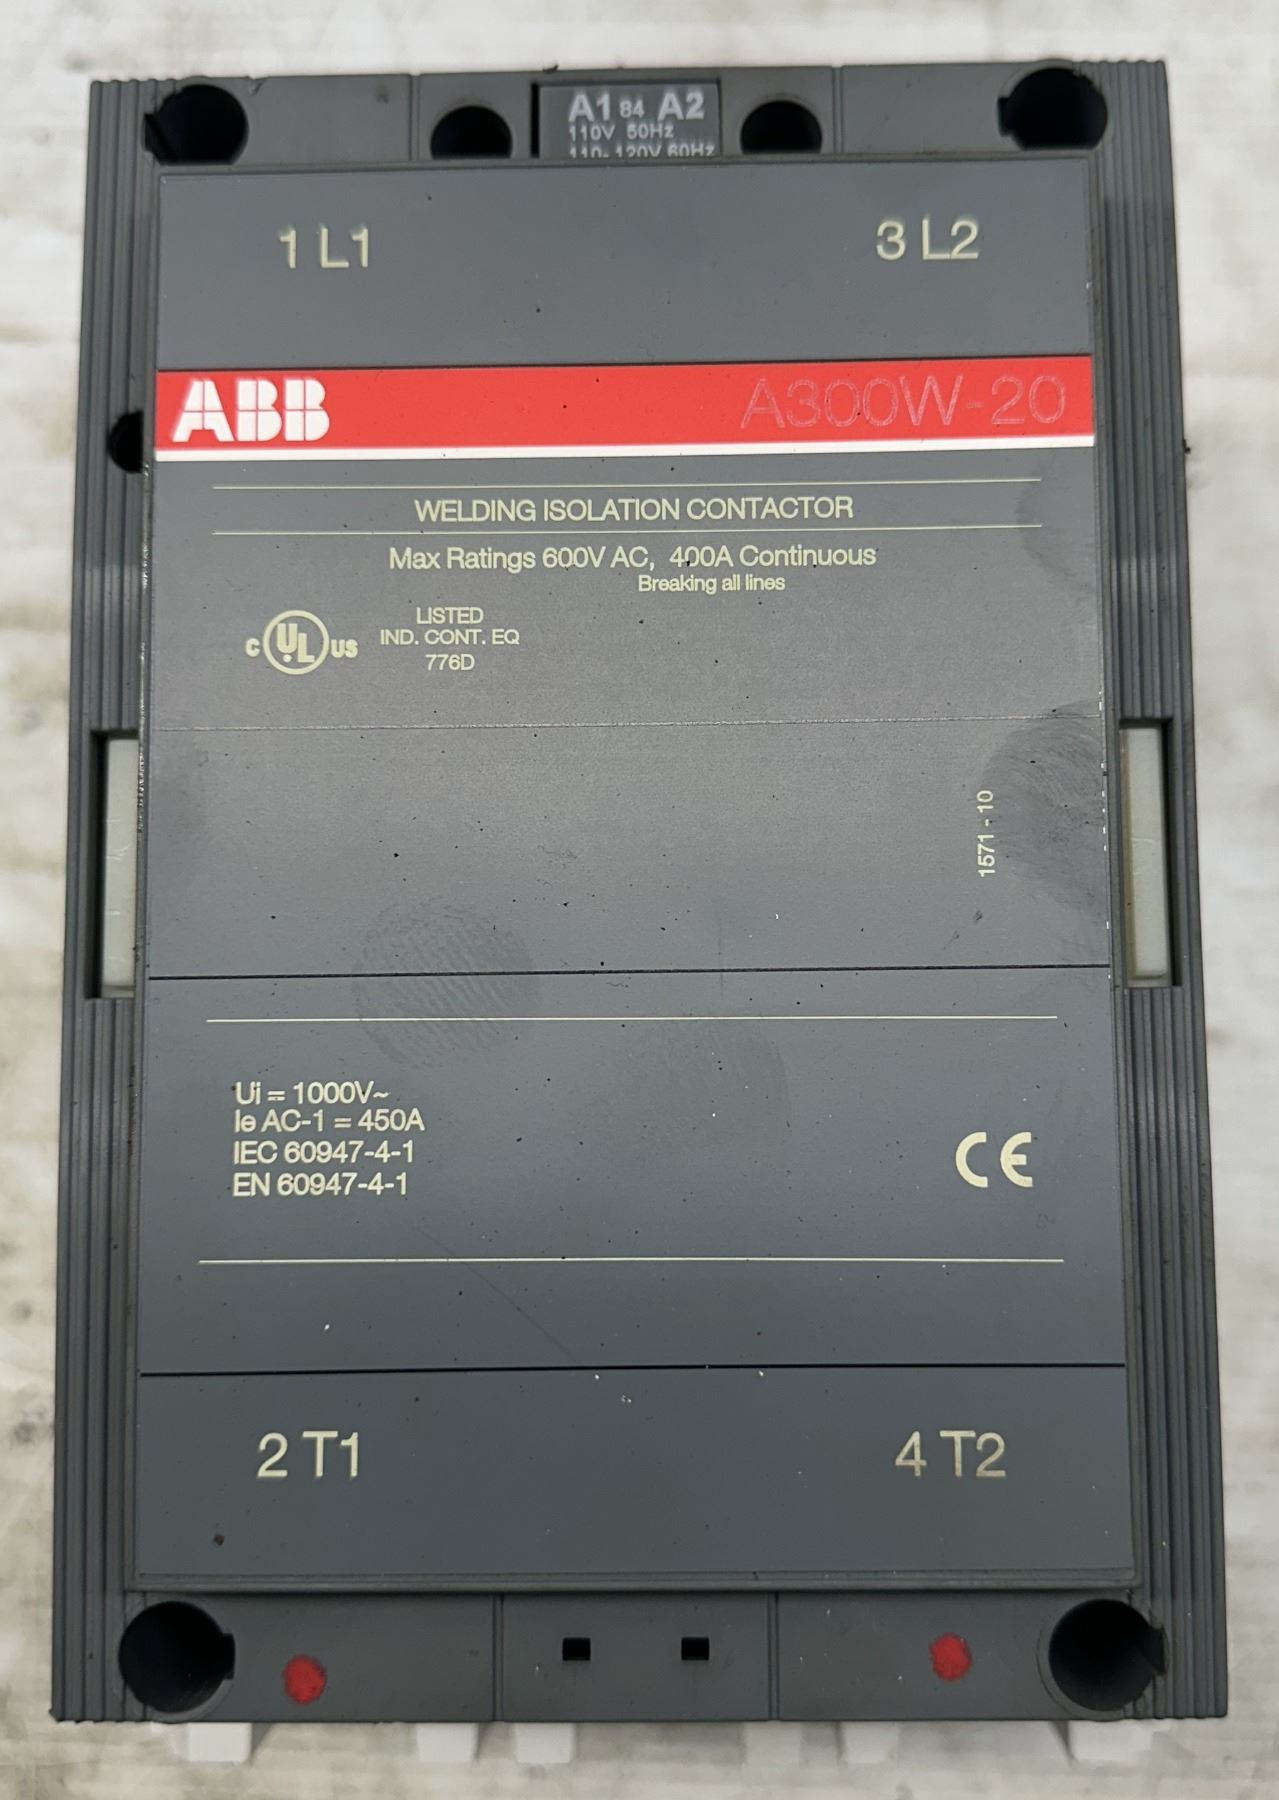 A1 84 A2
110V 50Hz
110-120V 60Hz
1 L1
3 L2
ABB
A300W-20
WELDING ISOLATION CONTACTOR
Max Ratings 600V AC, 400A Continuous
Breaking all lines
C UL US
LISTED
IND. CONT. EQ
776D
1571 - 10
Ui = 1000V~
Ie AC-1 = 450A
IEC 60947-4-1
EN 60947-4-1
CE
2 T1
4 T2